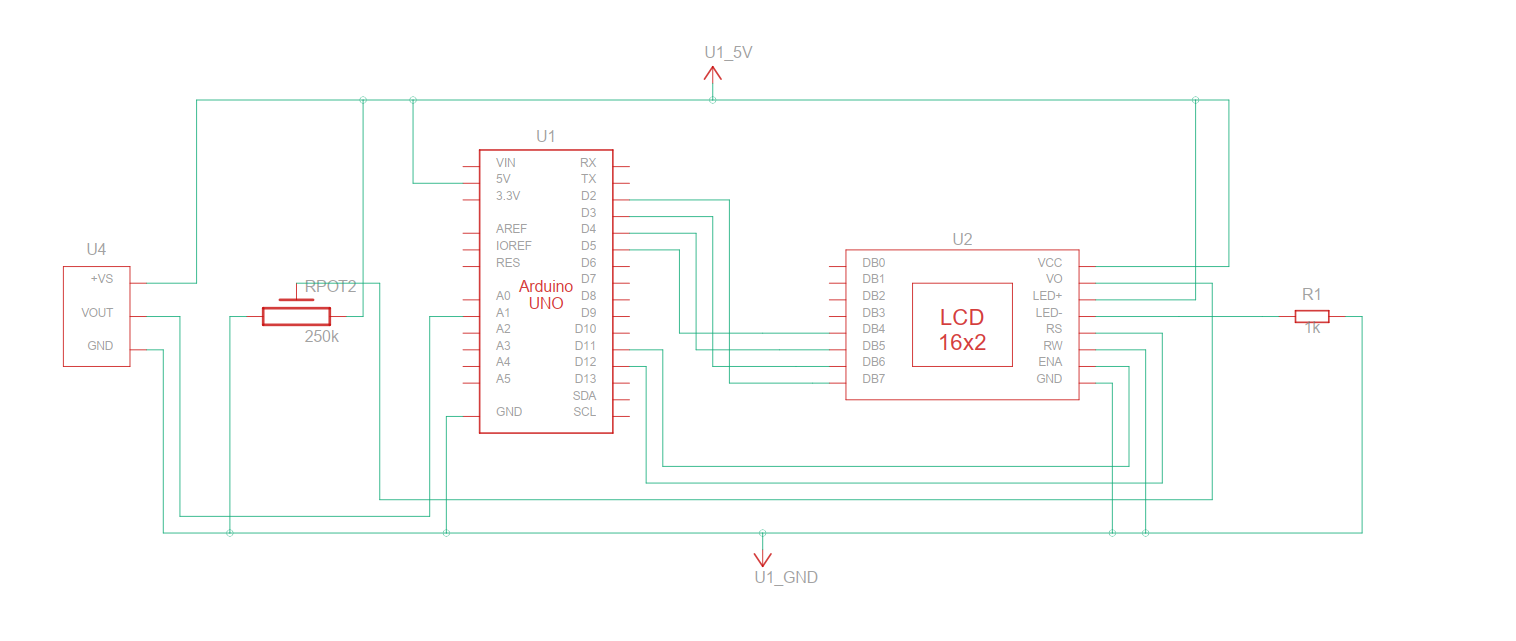 U1_5V
U1
VIN
5V
3.3V
AREF
IOREF
RES
A0
A1
A2
A3
A4
A5
GND
RX
TX
D2
D3
D4
D5
D6
D7
D8
D9
D10
D11
D12
D13
SDA
SCL
Arduino
UNO
U4
+VS
VOUT
GND
RPOT2
250k
U2
DB0
DB1
DB2
DB3
DB4
DB5
DB6
DB7
LCD
16x2
VCC
VO
LED+
LED-
RS
RW
ENA
GND
R1
1k
U1_GND